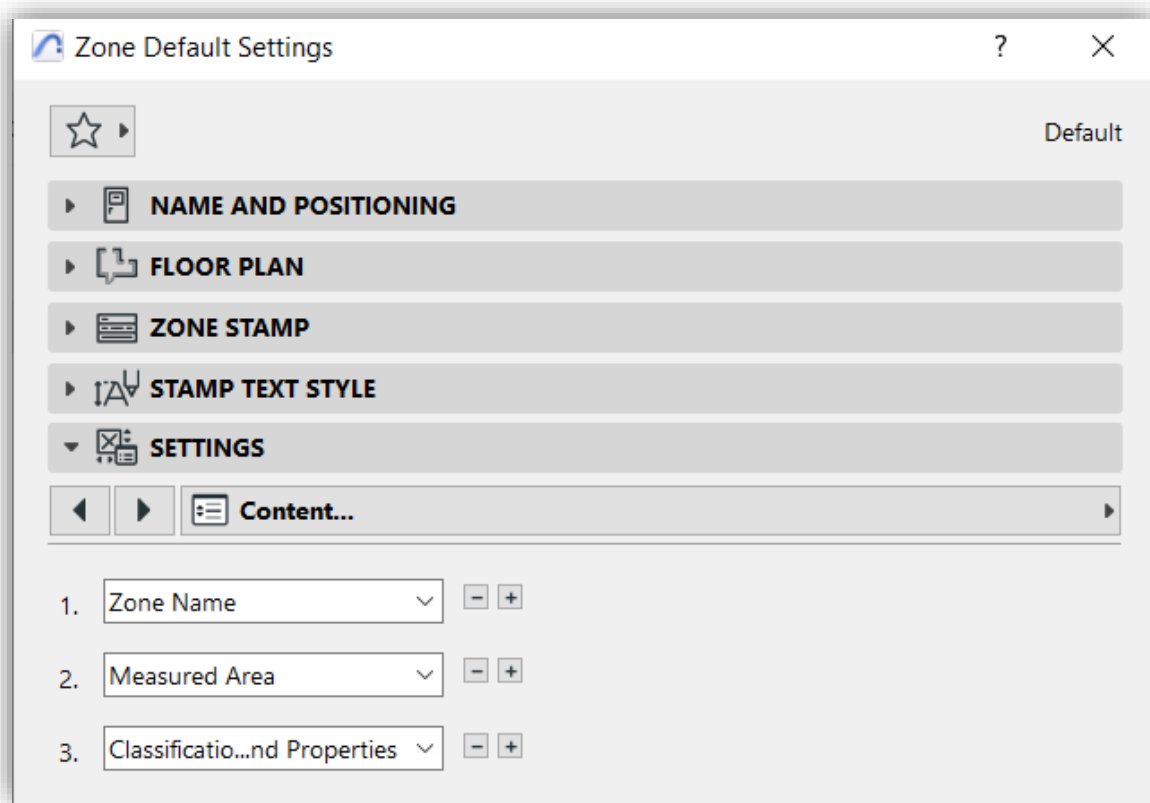 Zone Default Settings ?
Default
NAME AND POSITIONING
FLOOR PLAN
ZONE STAMP
STAMP TEXT STYLE
SETTINGS
Content...
1. Zone Name - +
2. Measured Area - +
3. Classificatio...nd Properties - +